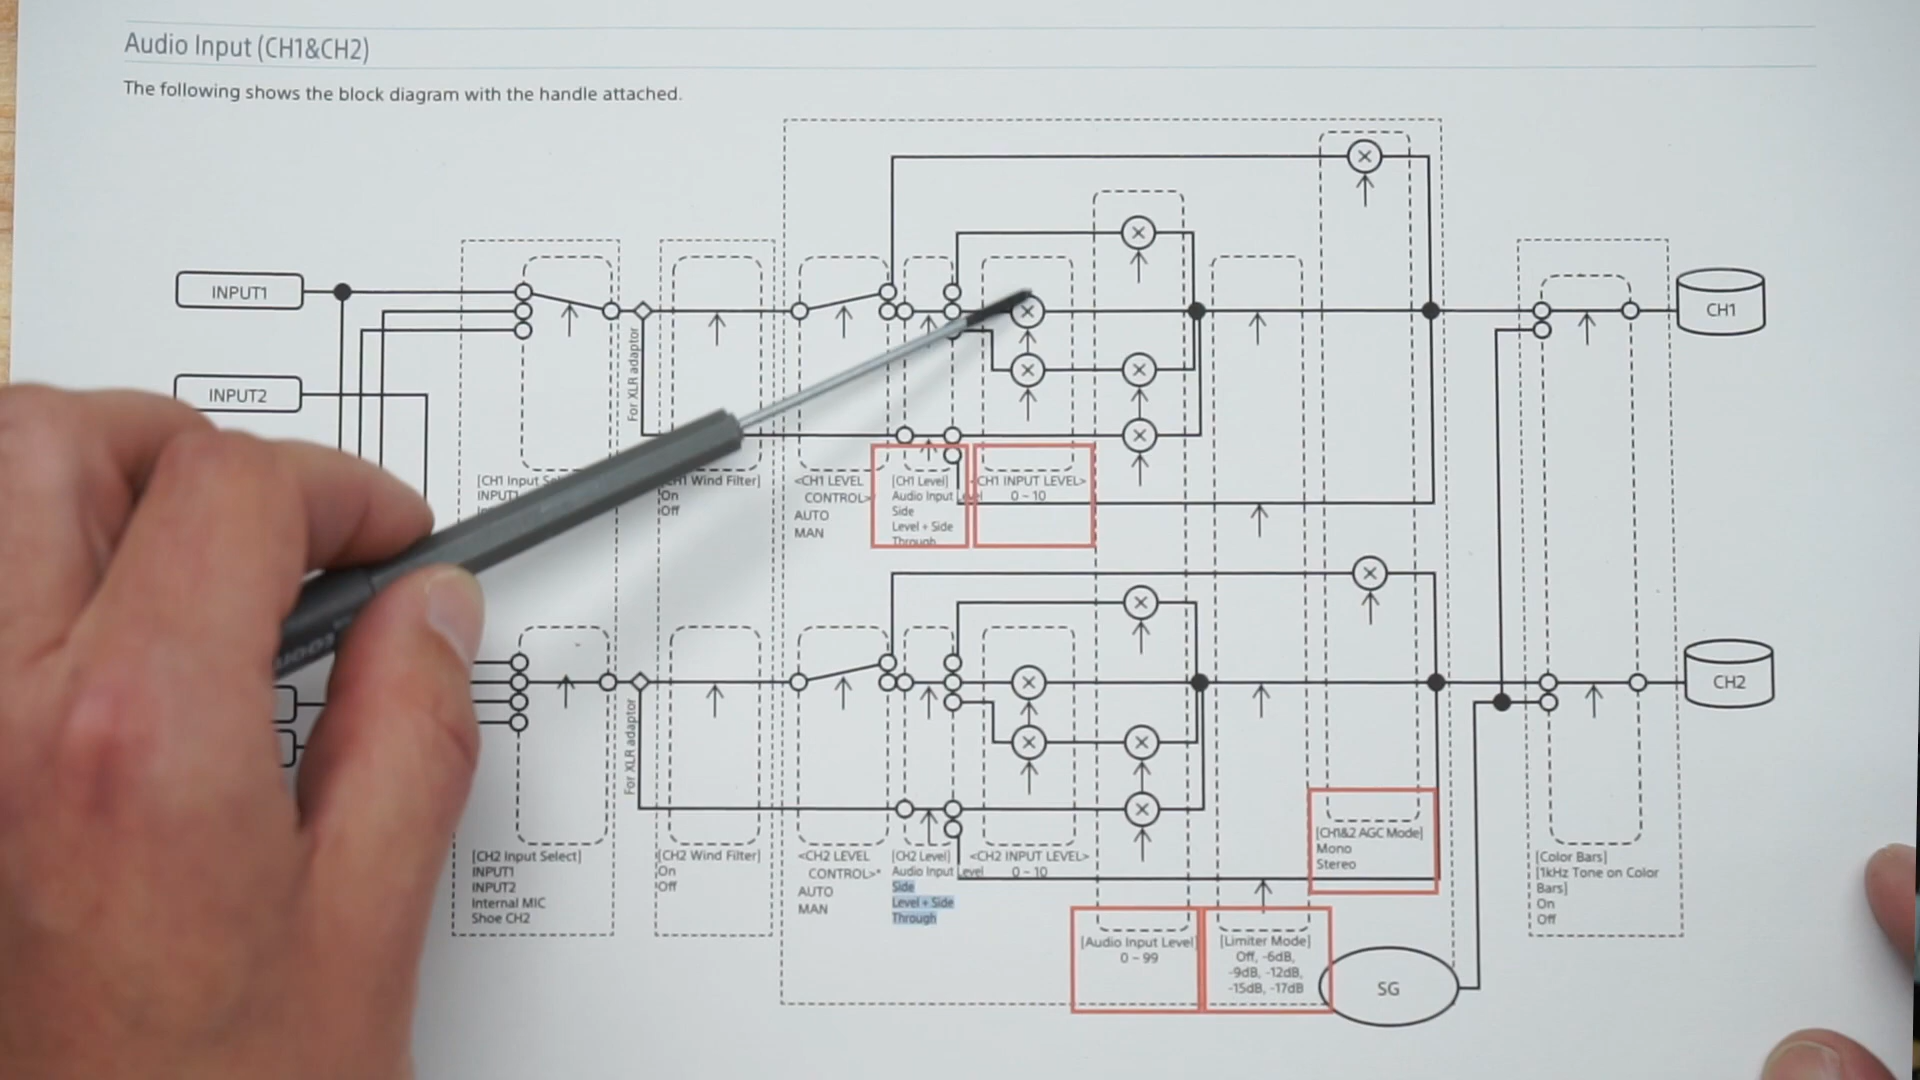 Audio Input (CH1&CH2)
The following shows the block diagram with the handle attached.
INPUT1
INPUT2
CH1
For XLR adaptor
[CH1 Input
INPUT1
Wind Filter]
On
Off
<CH1 LEVEL
CONTROL>
AUTO
MAN
[CH1 Level]
Audio Input Level
Side
Level + Side
Through
<CH1 INPUT LEVEL>
0 – 10
CH2
For XLR adaptor
[CH2 Input Select]
INPUT1
INPUT2
Internal MIC
Shoe CH2
[CH2 Wind Filter]
On
Off
<CH2 LEVEL
CONTROL>*
AUTO
MAN
[CH2 Level]
Audio Input Level
Side
Level + Side
Through
<CH2 INPUT LEVEL>
0 – 10
[Audio Input Level]
0 – 99
[Limiter Mode]
Off, -6dB,
-9dB, -12dB,
-15dB, -17dB
[CH1&2 AGC Mode]
Mono
Stereo
SG
[Color Bars]
[1kHz Tone on Color
Bars]
On
Off